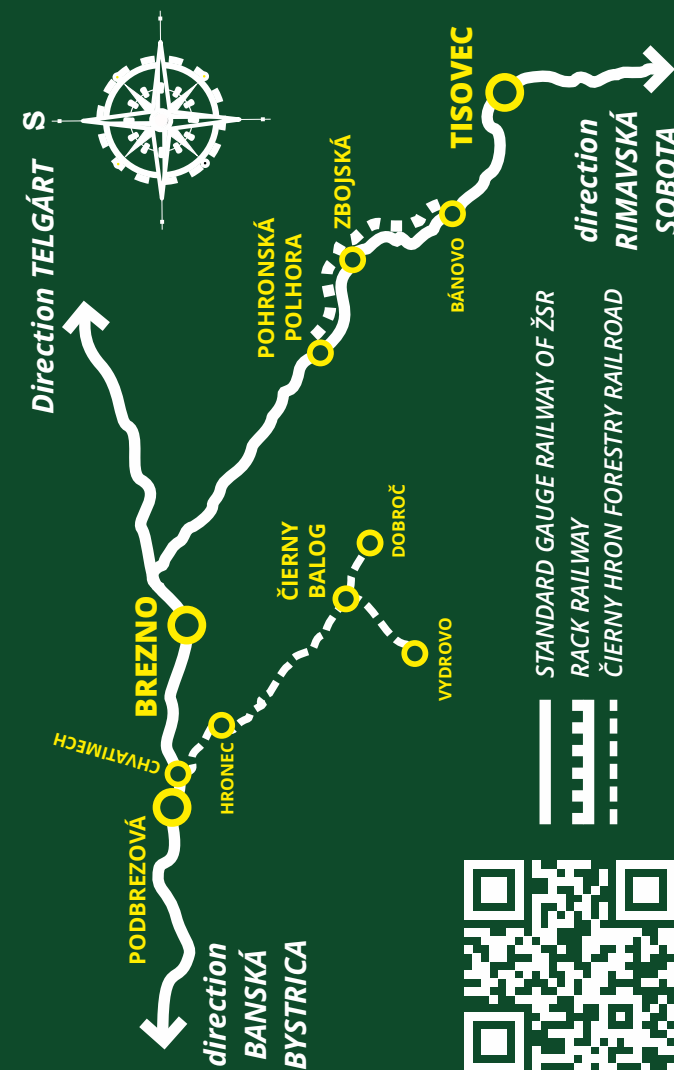 S
Direction TELGÁRT
TISOVEC
ZBOJSKÁ
POHRONSKÁ
POLHORA
BÁNOVO
direction
RIMAVSKÁ
SOBOTA
BREZNO
CHVATIMECH
PODBREZOVÁ
HRONEC
ČIERNY
BALOG
DOBROČ
VYDROVO
direction
BANSKÁ
BYSTRICA
STANDARD GAUGE RAILWAY OF ŽSR
RACK RAILWAY
ČIERNY HRON FORESTRY RAILROAD